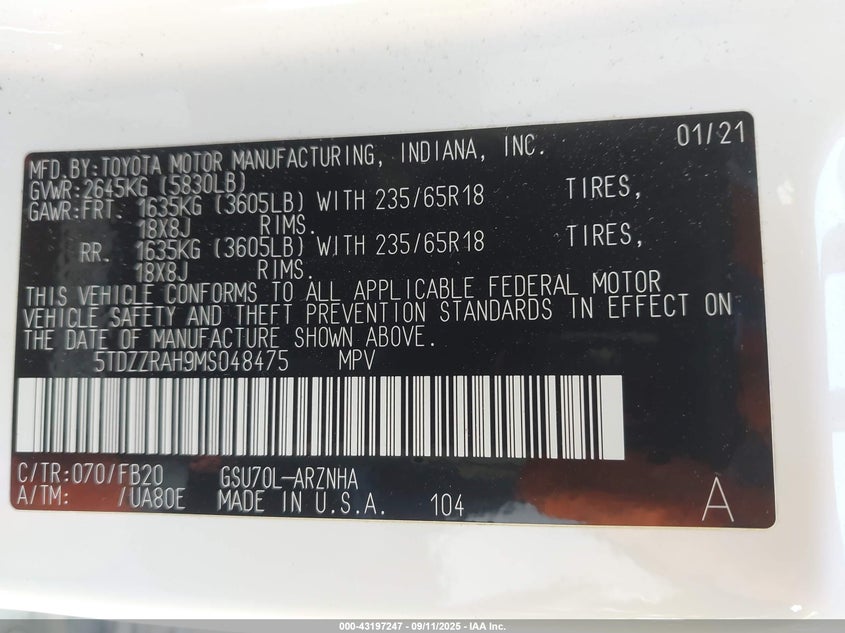 MFD.BY:TOYOTA MOTOR MANUFACTURING, INDIANA, INC. 01/21
GVWR:2645KG (5830LB)
GAWR:FRT. 1635KG (3605LB) WITH 235/65R18 TIRES,
18X8J RIMS.
RR. 1635KG (3605LB) WITH 235/65R18 TIRES,
18X8J RIMS.
THIS VEHICLE CONFORMS TO ALL APPLICABLE FEDERAL MOTOR
VEHICLE SAFETY AND THEFT PREVENTION STANDARDS IN EFFECT ON
THE DATE OF MANUFACTURE SHOWN ABOVE.
5TDZZRAH9MS048475 MPV
C/TR:070/FB20 GSU70L-ARZNHA
A/TM: /UA80E MADE IN U.S.A. 104 A
000-43197247 - 09/11/2025 - IAA Inc.